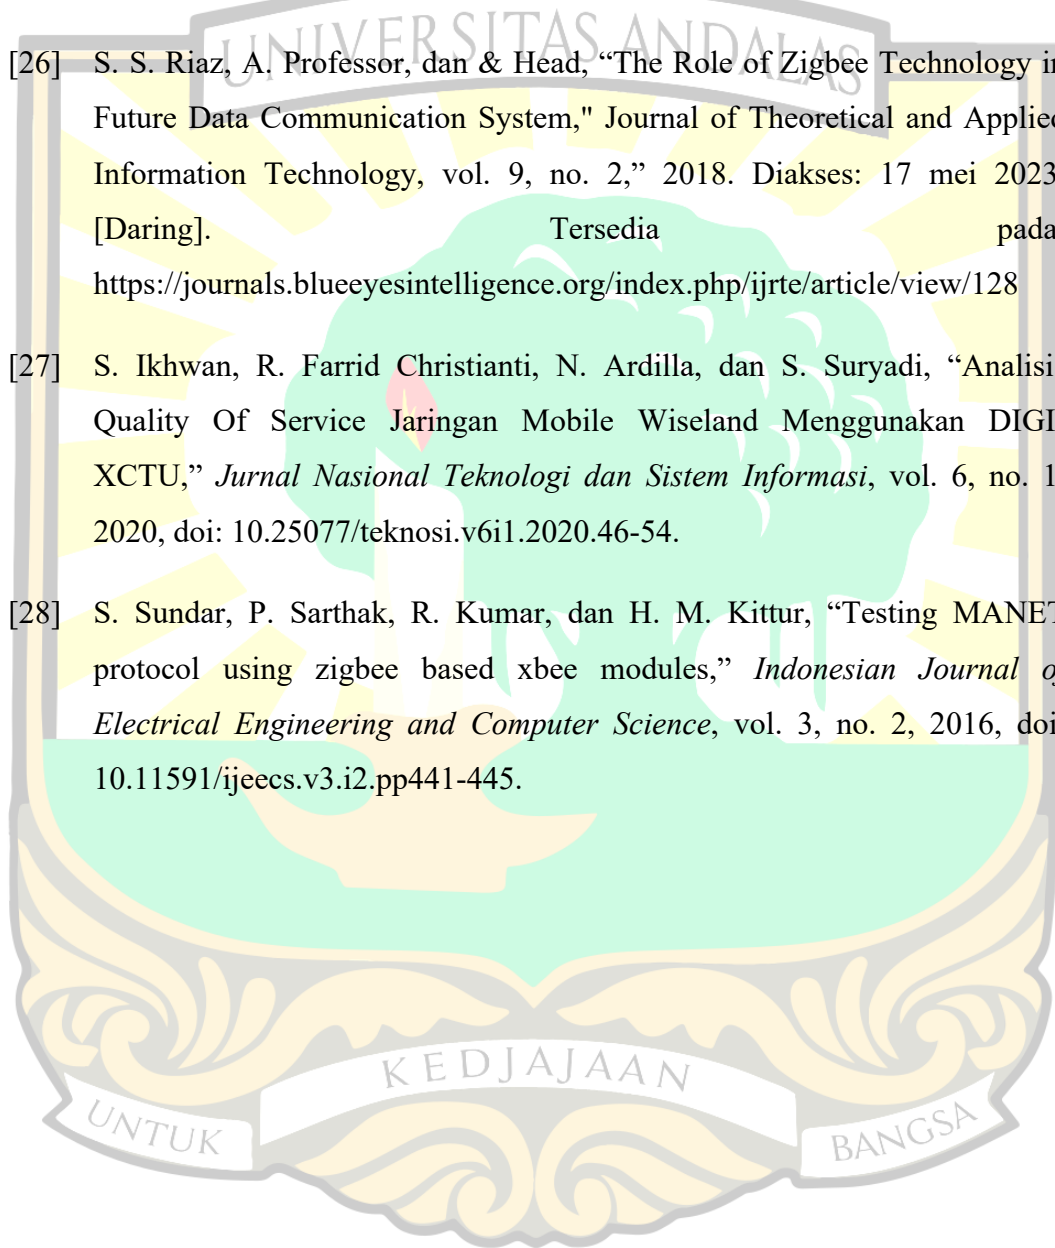 UNIVERSITAS ANDALAS
[26] S. S. Riaz, A. Professor, dan & Head, “The Role of Zigbee Technology in
Future Data Communication System," Journal of Theoretical and Applied
Information Technology, vol. 9, no. 2,” 2018. Diakses: 17 mei 2023
[Daring]. Tersedia pada
https://journals.blueeyesintelligence.org/index.php/ijrte/article/view/128
[27] S. Ikhwan, R. Farrid Christianti, N. Ardilla, dan S. Suryadi, “Analisi
Quality Of Service Jaringan Mobile Wiseland Menggunakan DIGI
XCTU,” Jurnal Nasional Teknologi dan Sistem Informasi, vol. 6, no. 1
2020, doi: 10.25077/teknosi.v6i1.2020.46-54.
[28] S. Sundar, P. Sarthak, R. Kumar, dan H. M. Kittur, “Testing MANET
protocol using zigbee based xbee modules,” Indonesian Journal of
Electrical Engineering and Computer Science, vol. 3, no. 2, 2016, doi
10.11591/ijeecs.v3.i2.pp441-445.
KEDJAJAAN
UNTUK
BANGSA